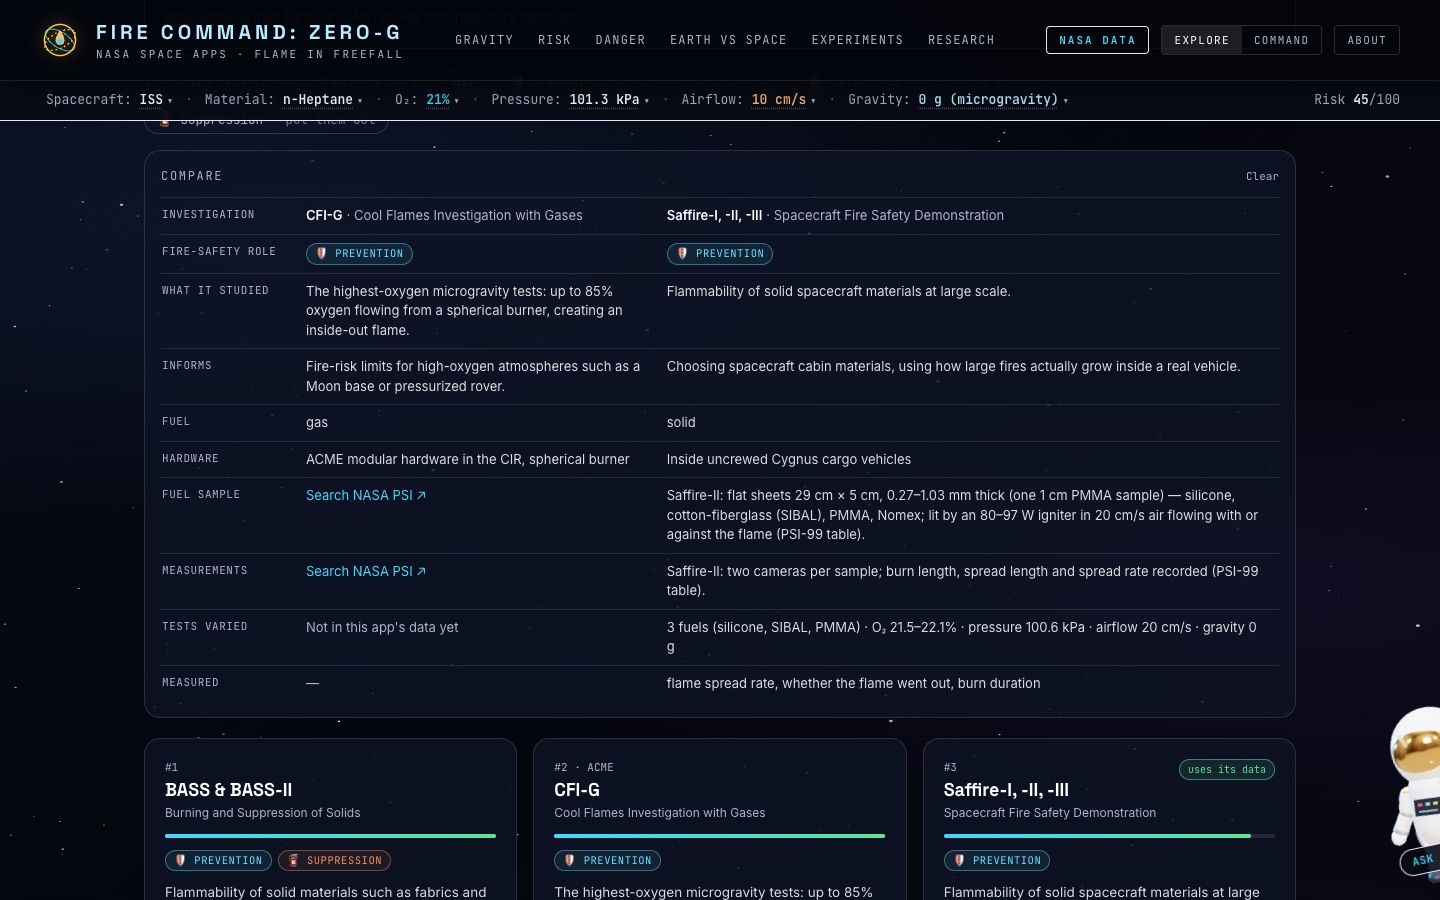 FIRE COMMAND: ZERO-G
NASA SPACE APPS · FLAME IN FREEFALL
GRAVITY RISK DANGER EARTH VS SPACE EXPERIMENTS RESEARCH
NASA DATA EXPLORE COMMAND ABOUT
Spacecraft: ISS ▾ · Material: n-Heptane ▾ · O₂: 21% ▾ · Pressure: 101.3 kPa ▾ · Airflow: 10 cm/s ▾ · Gravity: 0 g (microgravity) ▾ Risk 45/100
Suppression put them out
COMPARE Clear
INVESTIGATION CFI-G · Cool Flames Investigation with Gases Saffire-I, -II, -III · Spacecraft Fire Safety Demonstration
FIRE-SAFETY ROLE PREVENTION PREVENTION
WHAT IT STUDIED The highest-oxygen microgravity tests: up to 85% Flammability of solid spacecraft materials at large scale.
oxygen flowing from a spherical burner, creating an
inside-out flame.
INFORMS Fire-risk limits for high-oxygen atmospheres such as a Choosing spacecraft cabin materials, using how large fires actually grow inside a real vehicle.
Moon base or pressurized rover.
FUEL gas solid
HARDWARE ACME modular hardware in the CIR, spherical burner Inside uncrewed Cygnus cargo vehicles
FUEL SAMPLE Search NASA PSI ↗ Saffire-II: flat sheets 29 cm × 5 cm, 0.27–1.03 mm thick (one 1 cm PMMA sample) — silicone,
cotton-fiberglass (SIBAL), PMMA, Nomex; lit by an 80–97 W igniter in 20 cm/s air flowing with or
against the flame (PSI-99 table).
MEASUREMENTS Search NASA PSI ↗ Saffire-II: two cameras per sample; burn length, spread length and spread rate recorded (PSI-99
table).
TESTS VARIED Not in this app's data yet 3 fuels (silicone, SIBAL, PMMA) · O₂ 21.5–22.1% · pressure 100.6 kPa · airflow 20 cm/s · gravity 0
g
MEASURED — flame spread rate, whether the flame went out, burn duration
#1
BASS & BASS-II
Burning and Suppression of Solids
PREVENTION SUPPRESSION
Flammability of solid materials such as fabrics and
#2 · ACME
CFI-G
Cool Flames Investigation with Gases
PREVENTION
The highest-oxygen microgravity tests: up to 85%
#3 uses its data
Saffire-I, -II, -III
Spacecraft Fire Safety Demonstration
PREVENTION
Flammability of solid spacecraft materials at large
ASK